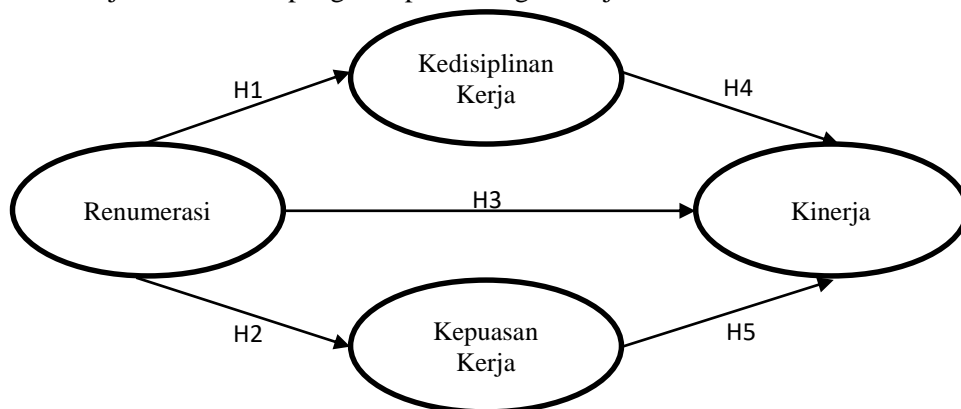 Kedisiplinan
Kerja
H1
H4
Renumerasi
H3
Kinerja
H2
Kepuasan
Kerja
H5